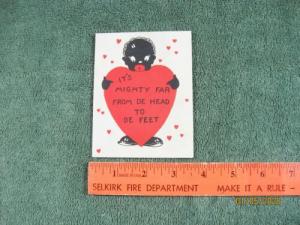 IT'S
MIGHTY FAR
FROM DE HEAD
TO
DE FEET
1 2 3 4 5 6 7
SELKIRK FIRE DEPARTMENT MAKE IT A RULE -